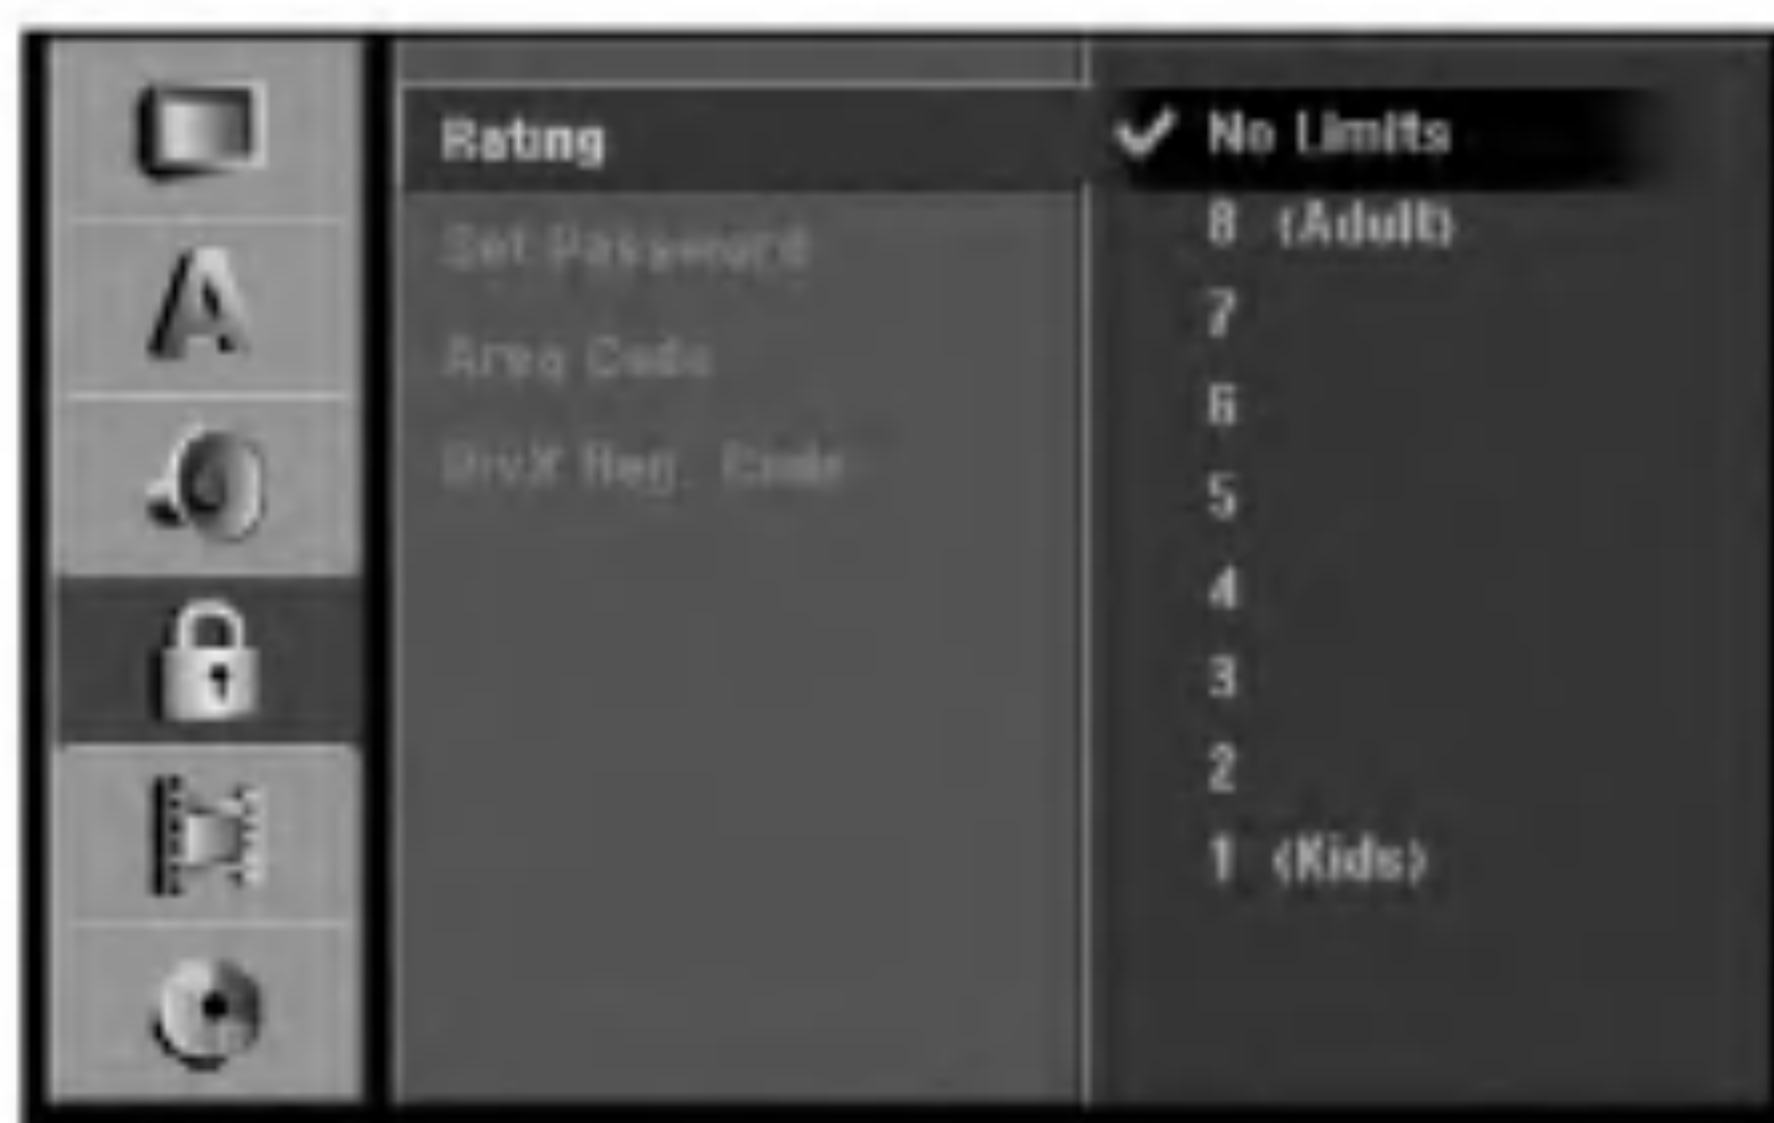 Rating
Set Password
Area Code
DivX Reg. Code
✔ No Limits
8 (Adult)
7
6
5
4
3
2
1 (Kids)